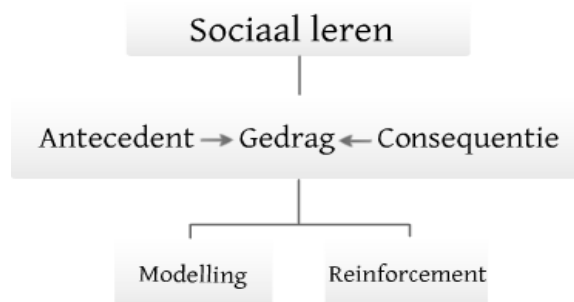 Sociaal leren
Antecedent → Gedrag ← Consequentie
Modelling
Reinforcement